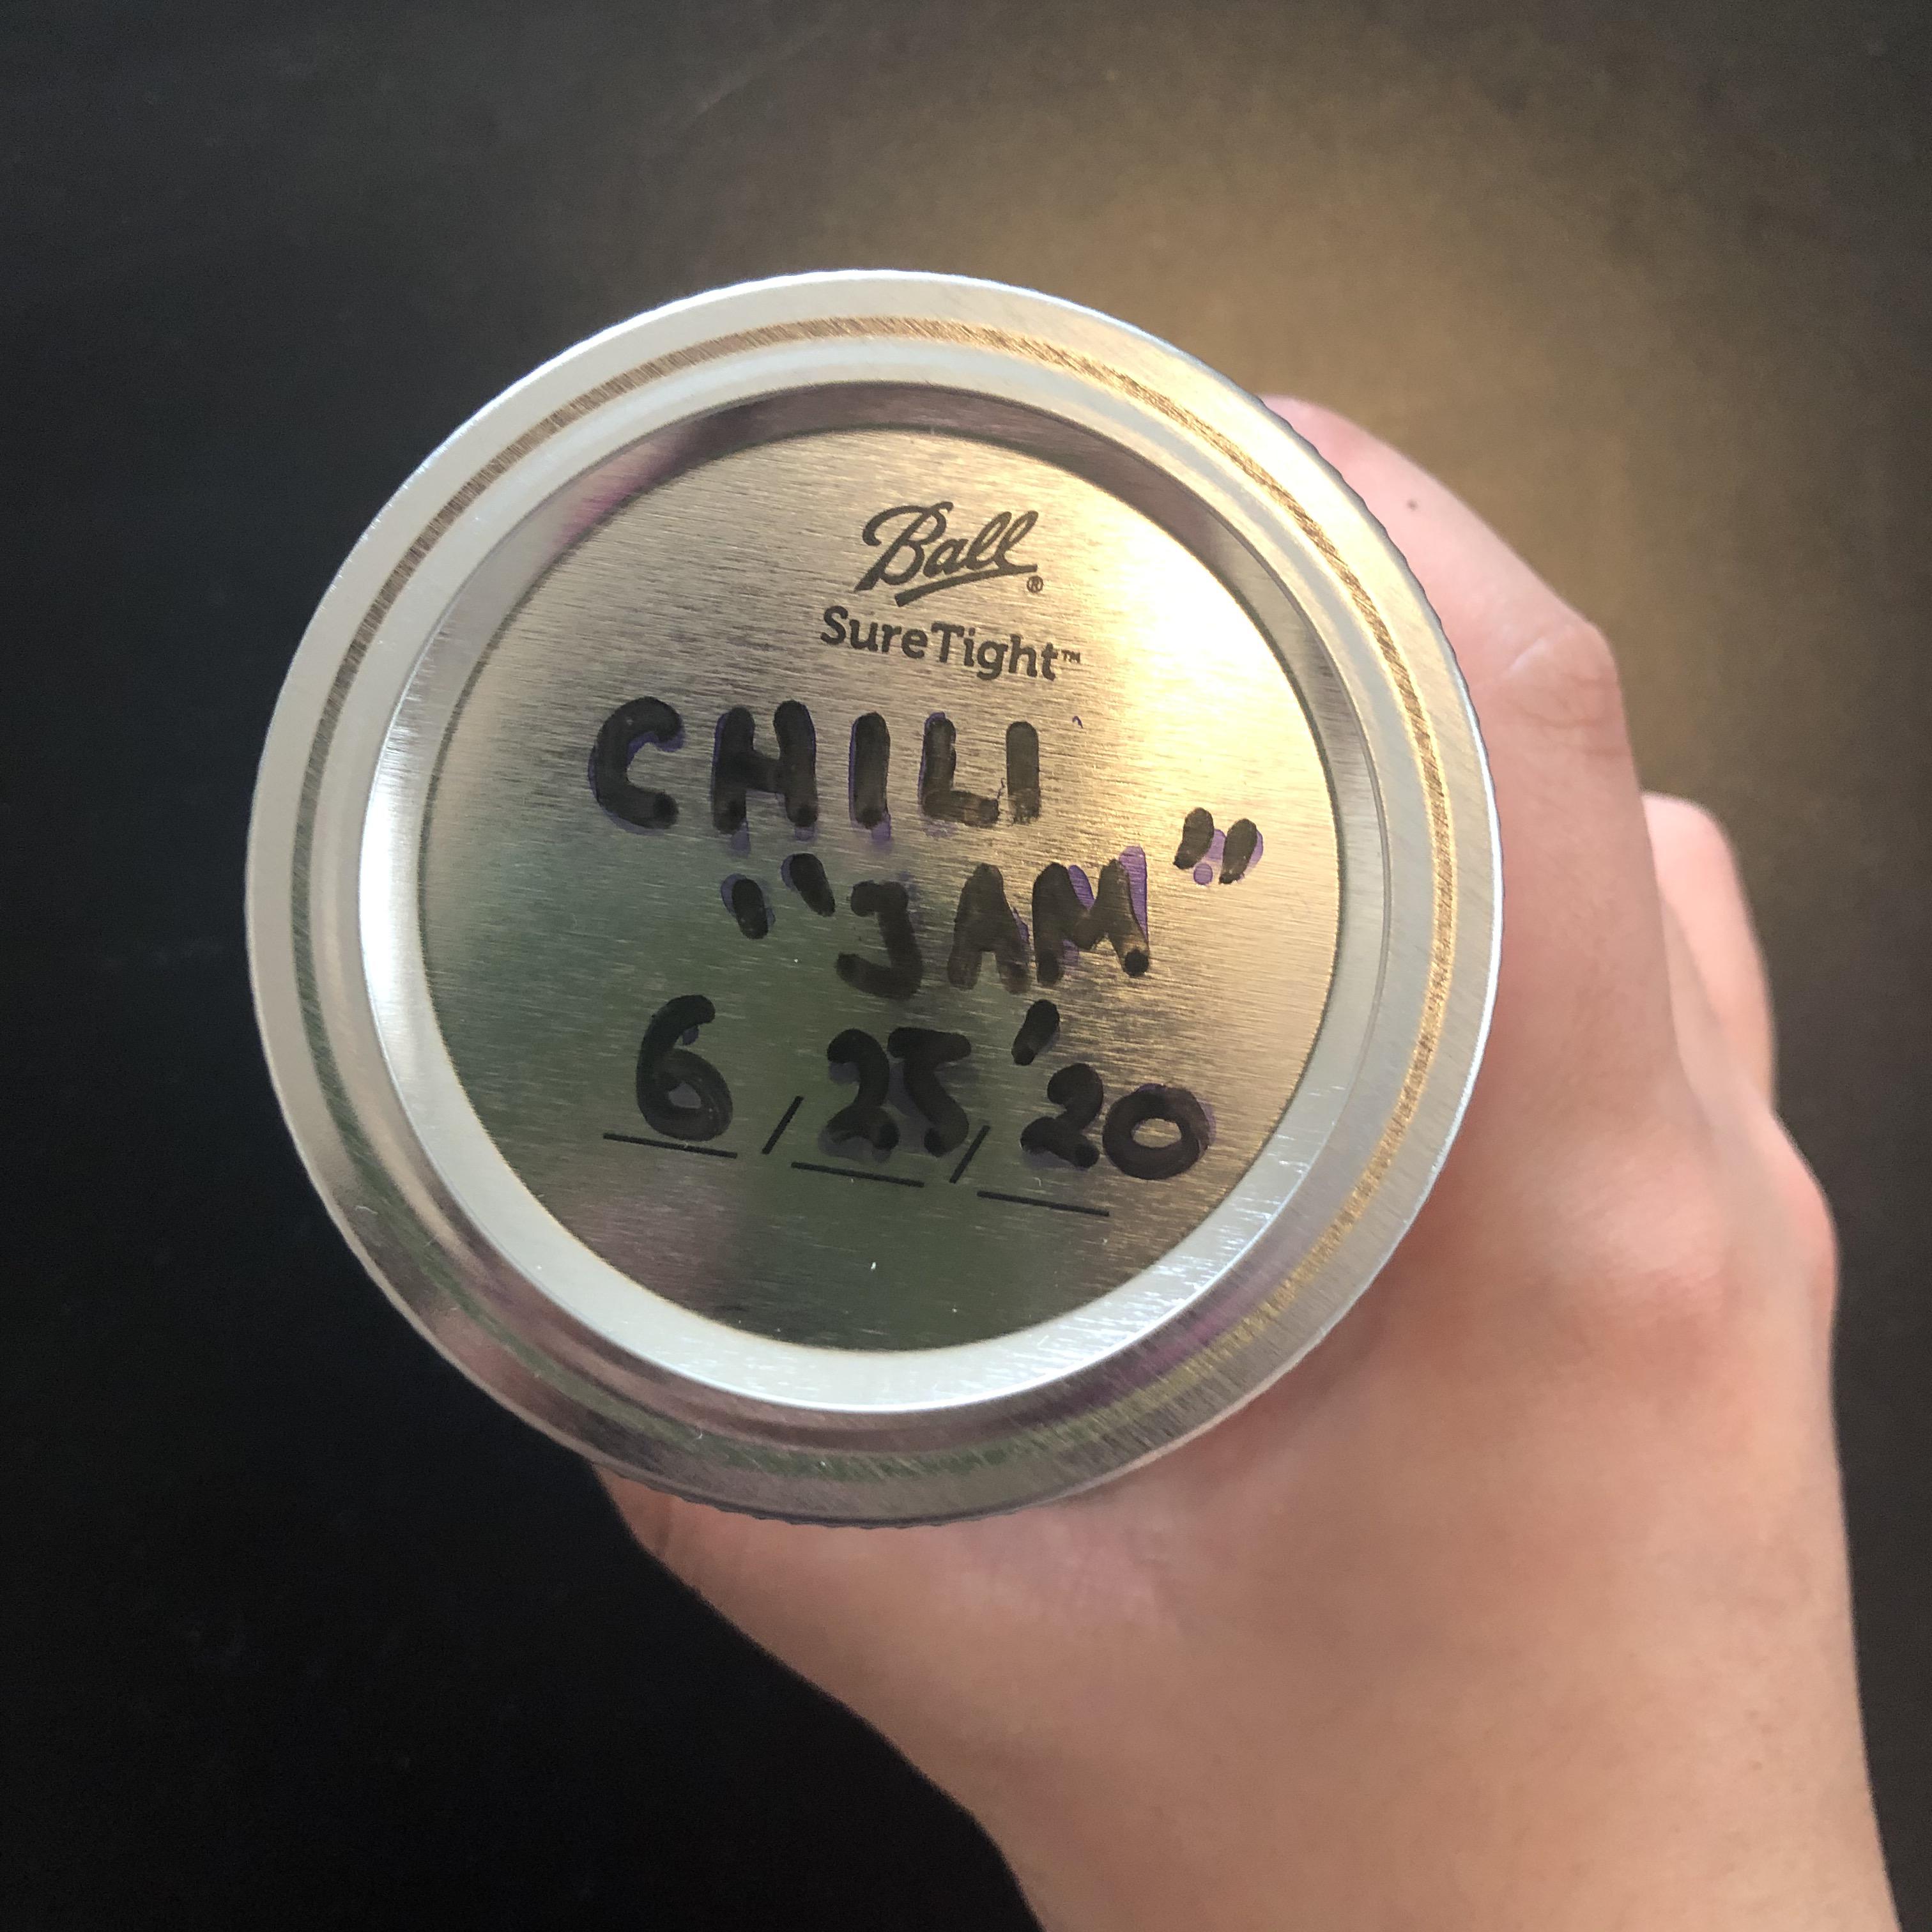 Ball®
SureTight™
CHILI
"JAM"
6/25/'20